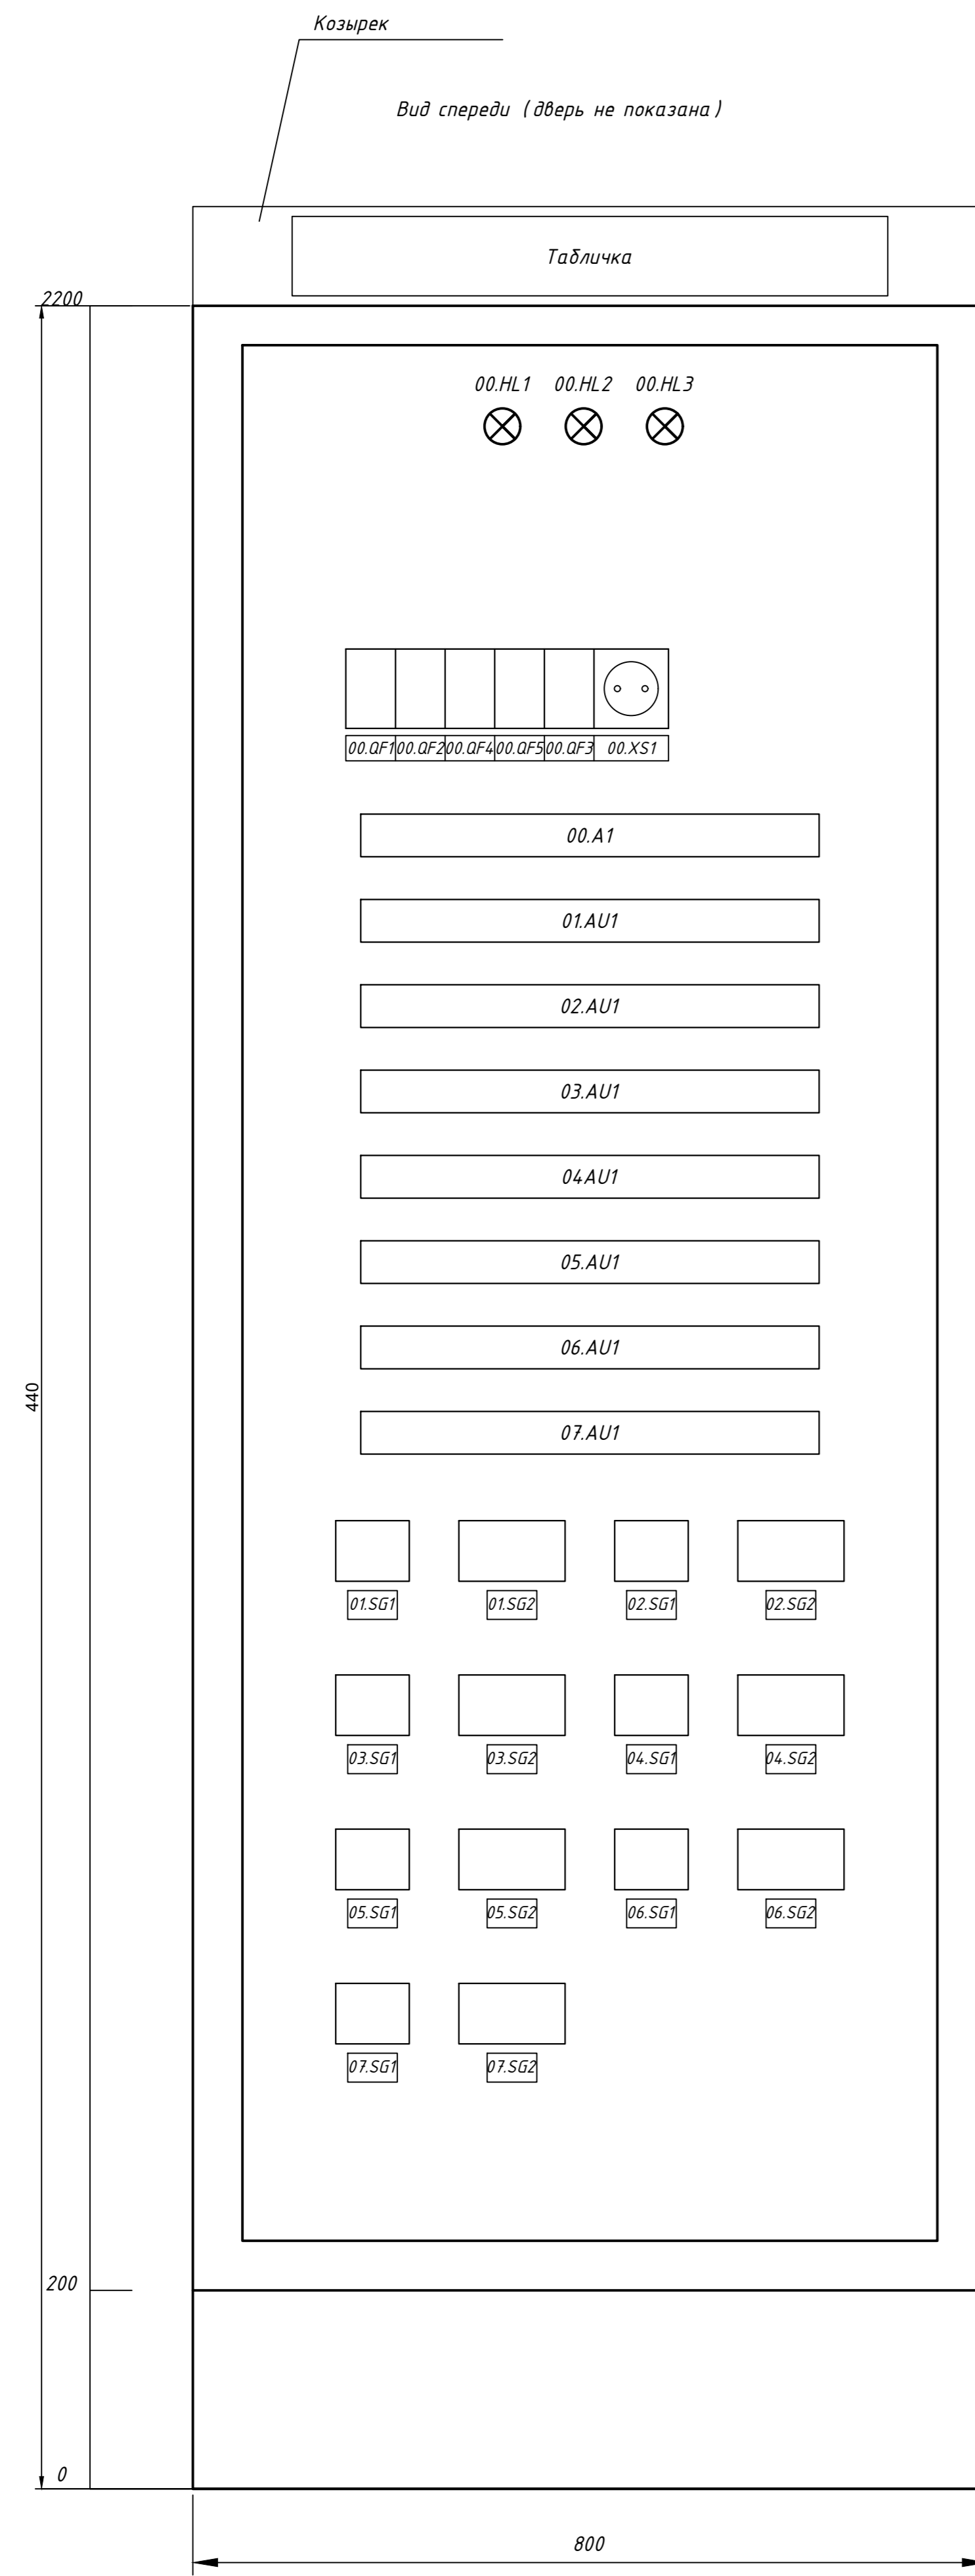 Козырек
Вид спереди (дверь не показана)
Табличка
2200
00.HL1 00.HL2 00.HL3
00.QF1 00.QF2 00.QF4 00.QF5 00.QF3 00.XS1
00.A1
01.AU1
02.AU1
03.AU1
04AU1
05.AU1
06.AU1
440
07.AU1
01.SG1 01.SG2 02.SG1 02.SG2
03.SG1 03.SG2 04.SG1 04.SG2
05.SG1 05.SG2 06.SG1 06.SG2
07.SG1 07.SG2
200
0
800